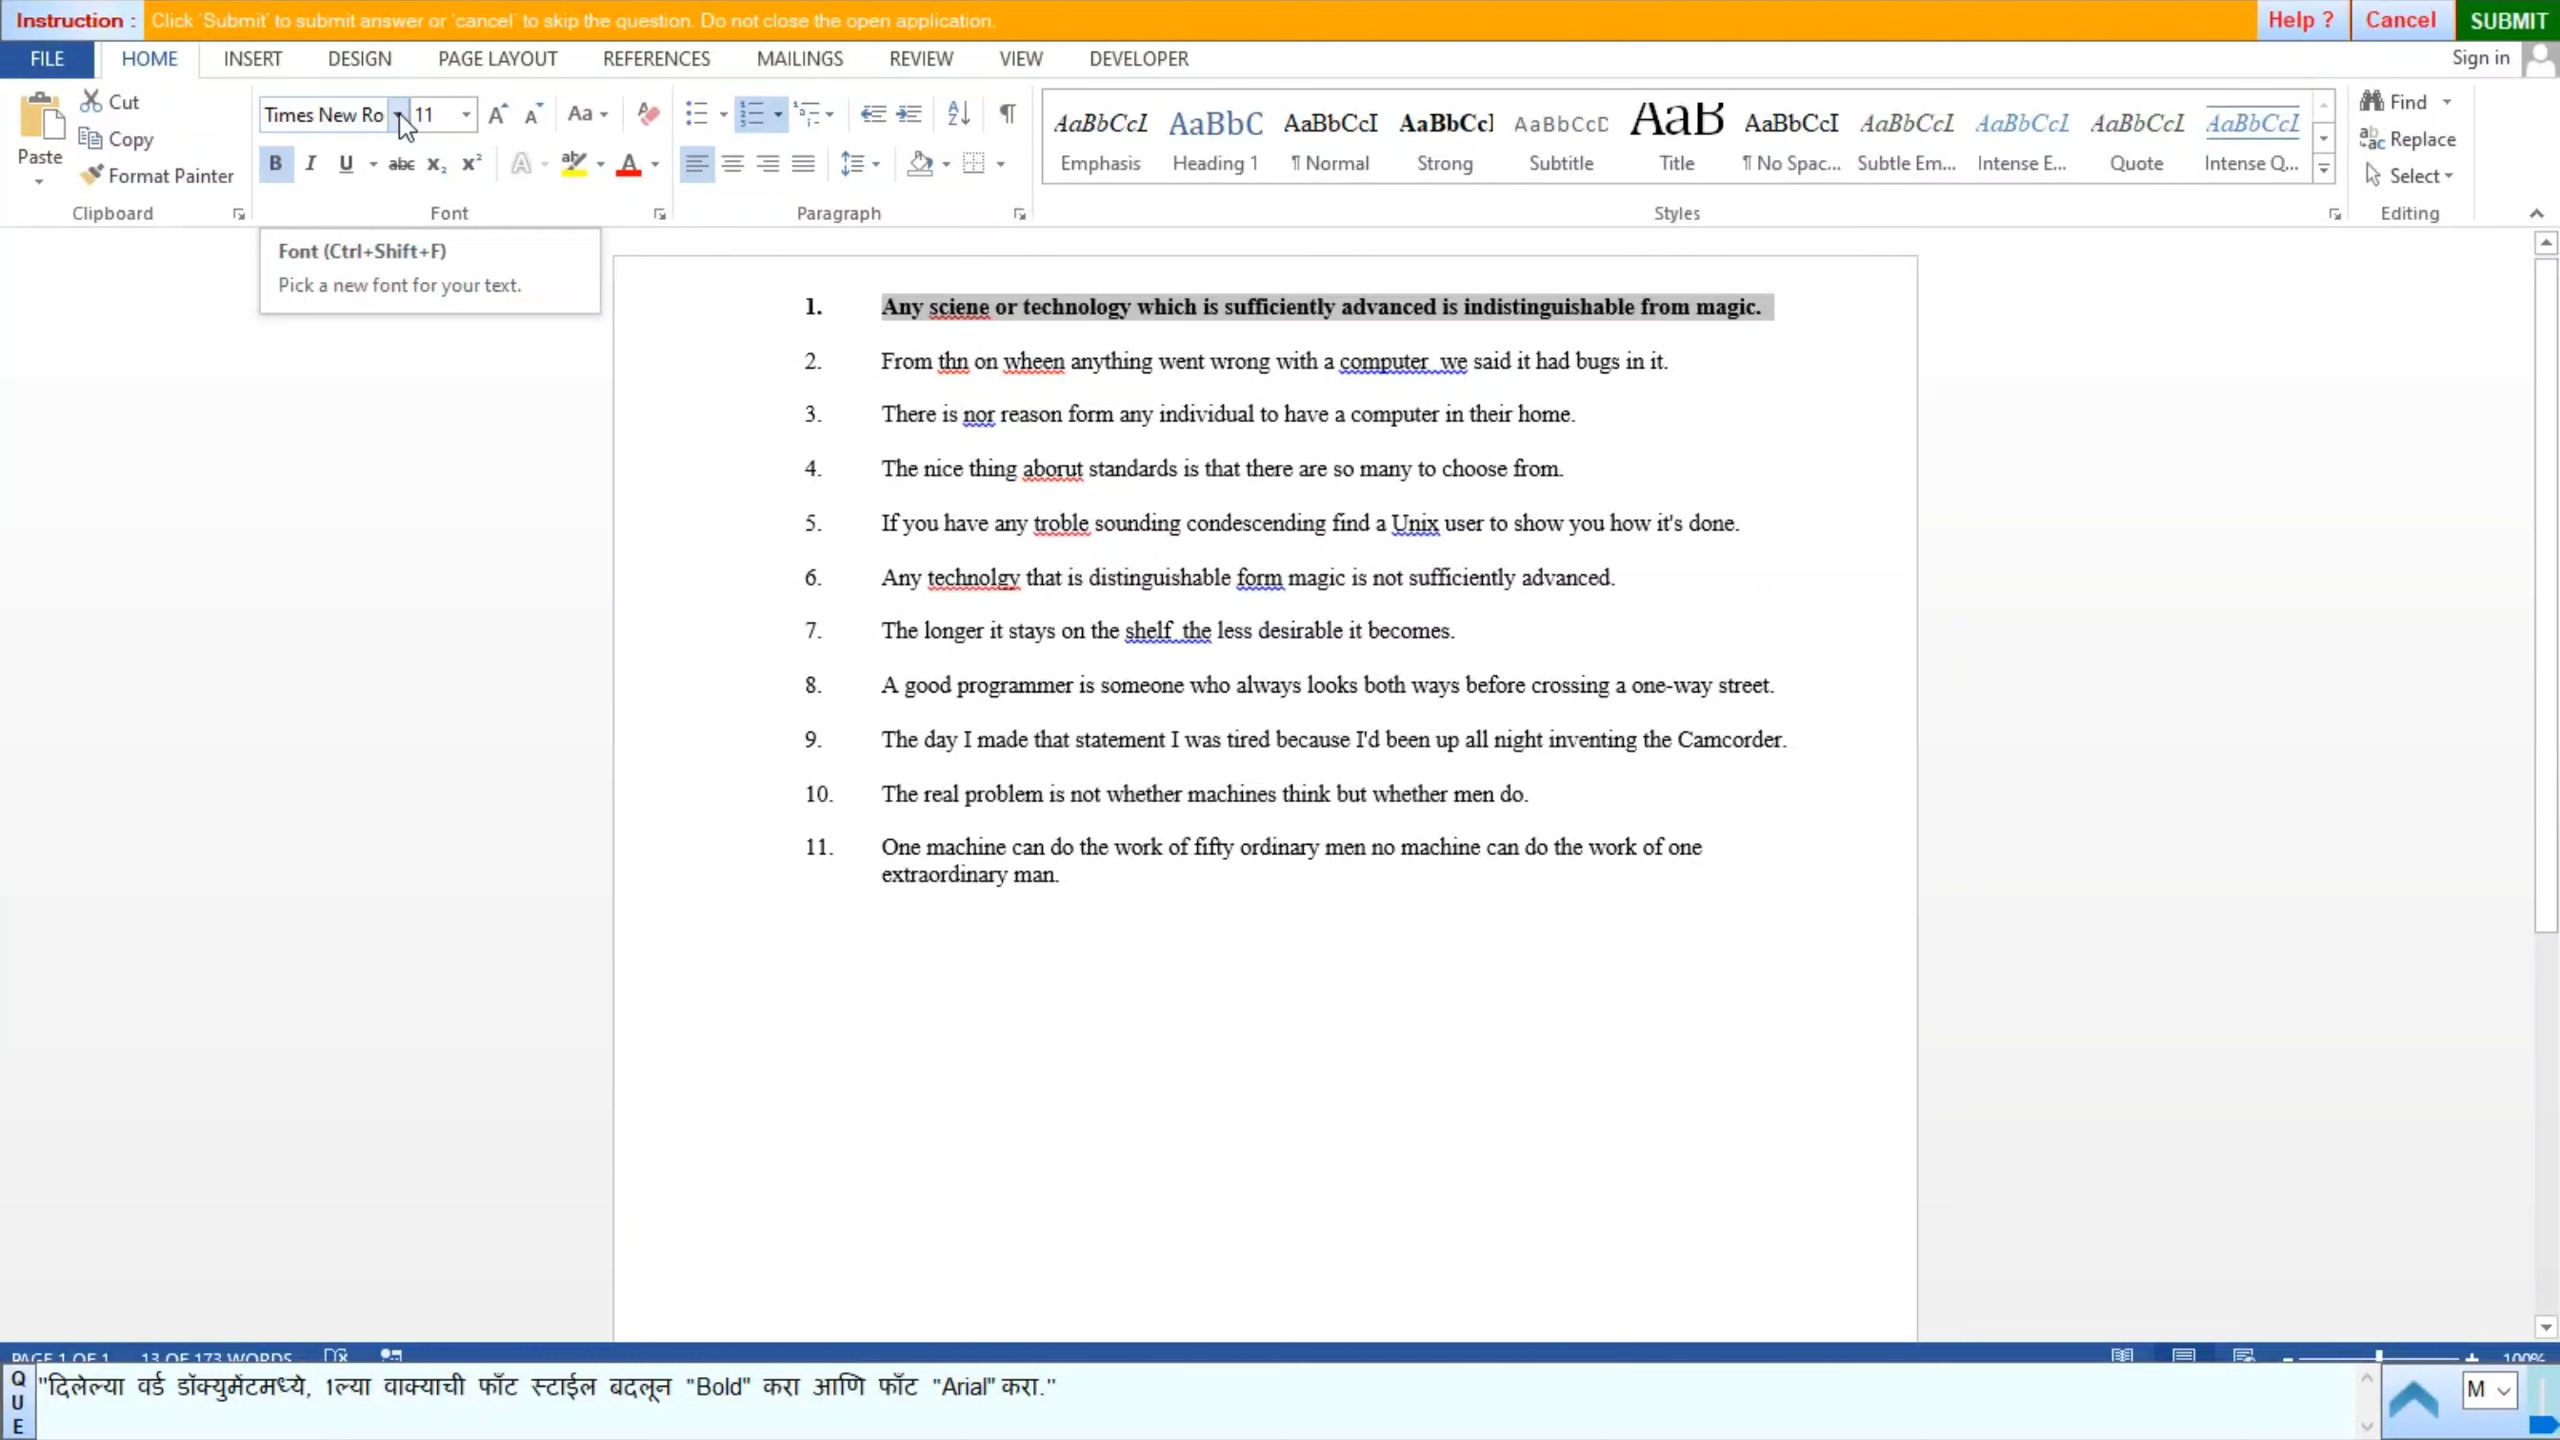 Instruction : Click 'Submit' to submit answer or 'cancel' to skip the question. Do not close the open application. Help ? Cancel SUBMIT
FILE HOME INSERT DESIGN PAGE LAYOUT REFERENCES MAILINGS REVIEW VIEW DEVELOPER Sign in
Paste Cut Copy Format Painter Clipboard
Times New Ro 11 Aa Font
Paragraph
AaBbCcI AaBbC AaBbCcI AaBbCcI AaBbCcD AaB AaBbCcI AaBbCcI AaBbCcI AaBbCcI AaBbCcI
Emphasis Heading 1 ¶ Normal Strong Subtitle Title ¶ No Spac... Subtle Em... Intense E... Quote Intense Q...
Styles
Find
Replace
Select
Editing
Font (Ctrl+Shift+F)
Pick a new font for your text.
1. Any sciene or technology which is sufficiently advanced is indistinguishable from magic.
2. From thn on wheen anything went wrong with a computer we said it had bugs in it.
3. There is nor reason form any individual to have a computer in their home.
4. The nice thing aborut standards is that there are so many to choose from.
5. If you have any troble sounding condescending find a Unix user to show you how it's done.
6. Any technolgy that is distinguishable form magic is not sufficiently advanced.
7. The longer it stays on the shelf the less desirable it becomes.
8. A good programmer is someone who always looks both ways before crossing a one-way street.
9. The day I made that statement I was tired because I'd been up all night inventing the Camcorder.
10. The real problem is not whether machines think but whether men do.
11. One machine can do the work of fifty ordinary men no machine can do the work of one
extraordinary man.
PAGE 1 OF 1 13 OF 173 WORDS 100%
QUE "दिलेल्या वर्ड डॉक्युमेंटमध्ये, 1ल्या वाक्याची फॉंट स्टाईल बदलून "Bold" करा आणि फॉंट "Arial" करा." M